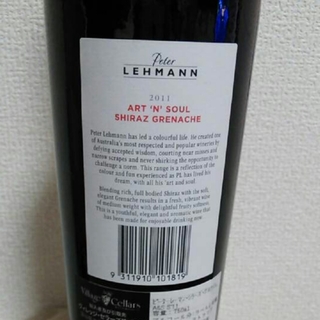 Peter
LEHMANN
2011
ART 'N' SOUL
SHIRAZ GRENACHE
Peter Lehmann has led a colourful life. He created one
of Australia's most respected and popular wineries by
defying accepted wisdom, courting near misses and
narrow scrapes and never shirking the opportunity to
challenge a norm. This range is a reflection of the
colour and fun experienced as PL has lived his
dream, with all his 'art and soul'.
Blending rich, full bodied Shiraz with the soft,
elegant Grenache results in a fresh, vibrant wine
of medium weight with delightful fruity softness.
This is a youthful, elegant and aromatic wine that
has been made for enjoyable drinking now.
9 311910 101819
Village Cellars
750ml